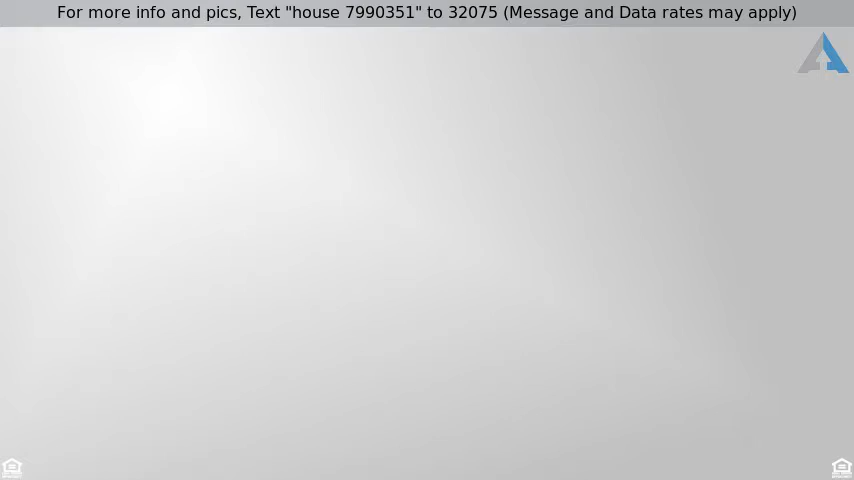 For more info and pics, Text "house 7990351" to 32075 (Message and Data rates may apply)